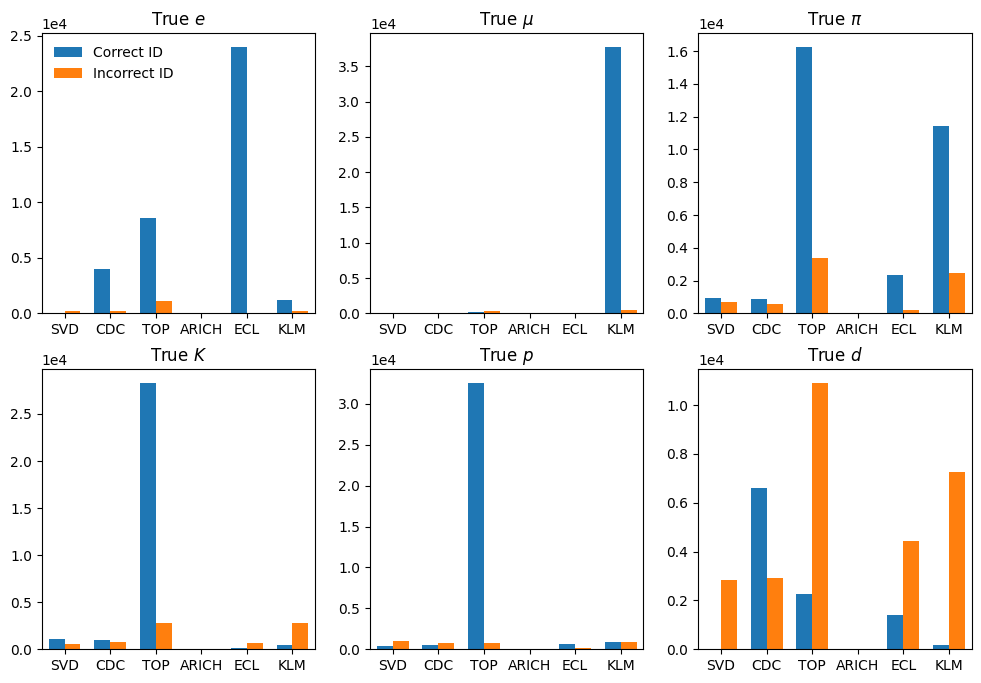 True e
True μ
True π
1e4
1e4
1e4
Correct ID
Incorrect ID
2.5
2.0
1.5
1.0
0.5
0.0
3.5
3.0
2.5
2.0
1.5
1.0
0.5
0.0
1.6
1.4
1.2
1.0
0.8
0.6
0.4
0.2
0.0
SVD CDC TOP ARICH ECL KLM
SVD CDC TOP ARICH ECL KLM
SVD CDC TOP ARICH ECL KLM
True K
True p
True d
1e4
1e4
1e4
2.5
2.0
1.5
1.0
0.5
0.0
3.0
2.5
2.0
1.5
1.0
0.5
0.0
1.0
0.8
0.6
0.4
0.2
0.0
SVD CDC TOP ARICH ECL KLM
SVD CDC TOP ARICH ECL KLM
SVD CDC TOP ARICH ECL KLM